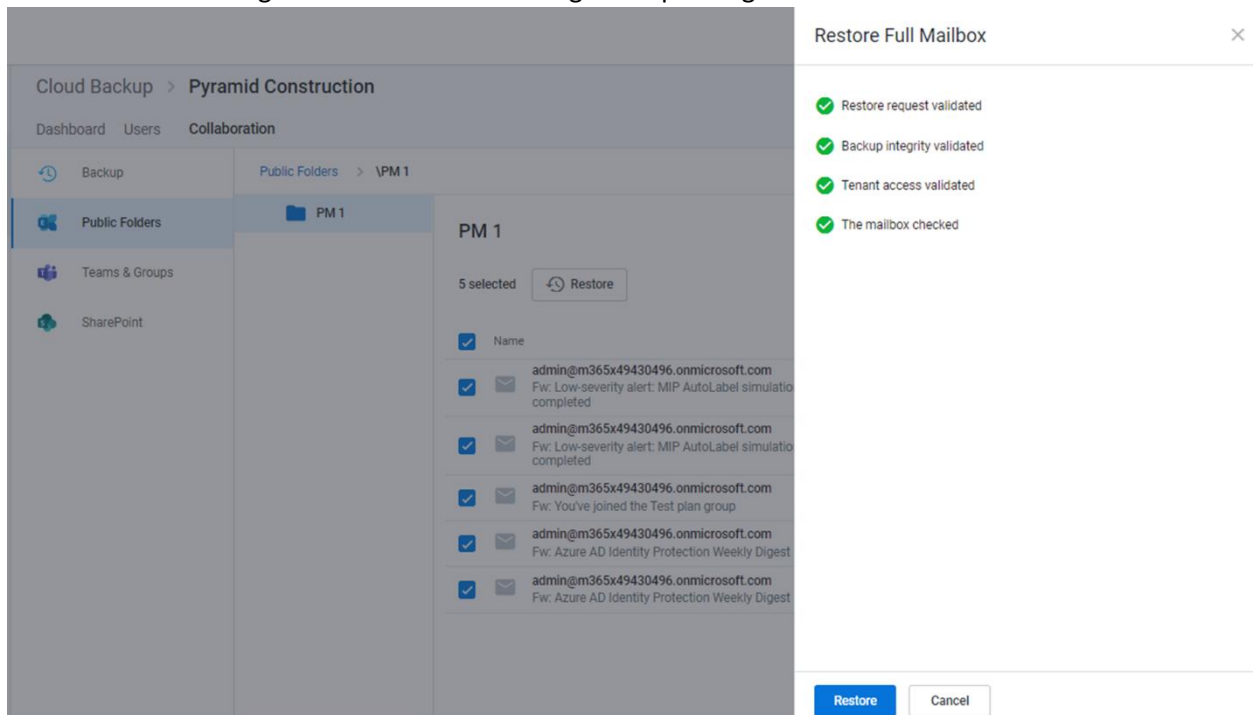 Restore Full Mailbox
Cloud Backup > Pyramid Construction
Dashboard Users Collaboration
Backup
Public Folders
Teams & Groups
SharePoint
Public Folders > \PM 1
PM 1
PM 1
5 selected Restore
Name
admin@m365x49430496.onmicrosoft.com
Fw: Low-severity alert: MIP AutoLabel simulatio
completed
admin@m365x49430496.onmicrosoft.com
Fw: Low-severity alert: MIP AutoLabel simulatio
completed
admin@m365x49430496.onmicrosoft.com
Fw: You've joined the Test plan group
admin@m365x49430496.onmicrosoft.com
Fw: Azure AD Identity Protection Weekly Digest
admin@m365x49430496.onmicrosoft.com
Fw: Azure AD Identity Protection Weekly Digest
Restore request validated
Backup integrity validated
Tenant access validated
The mailbox checked
Restore Cancel